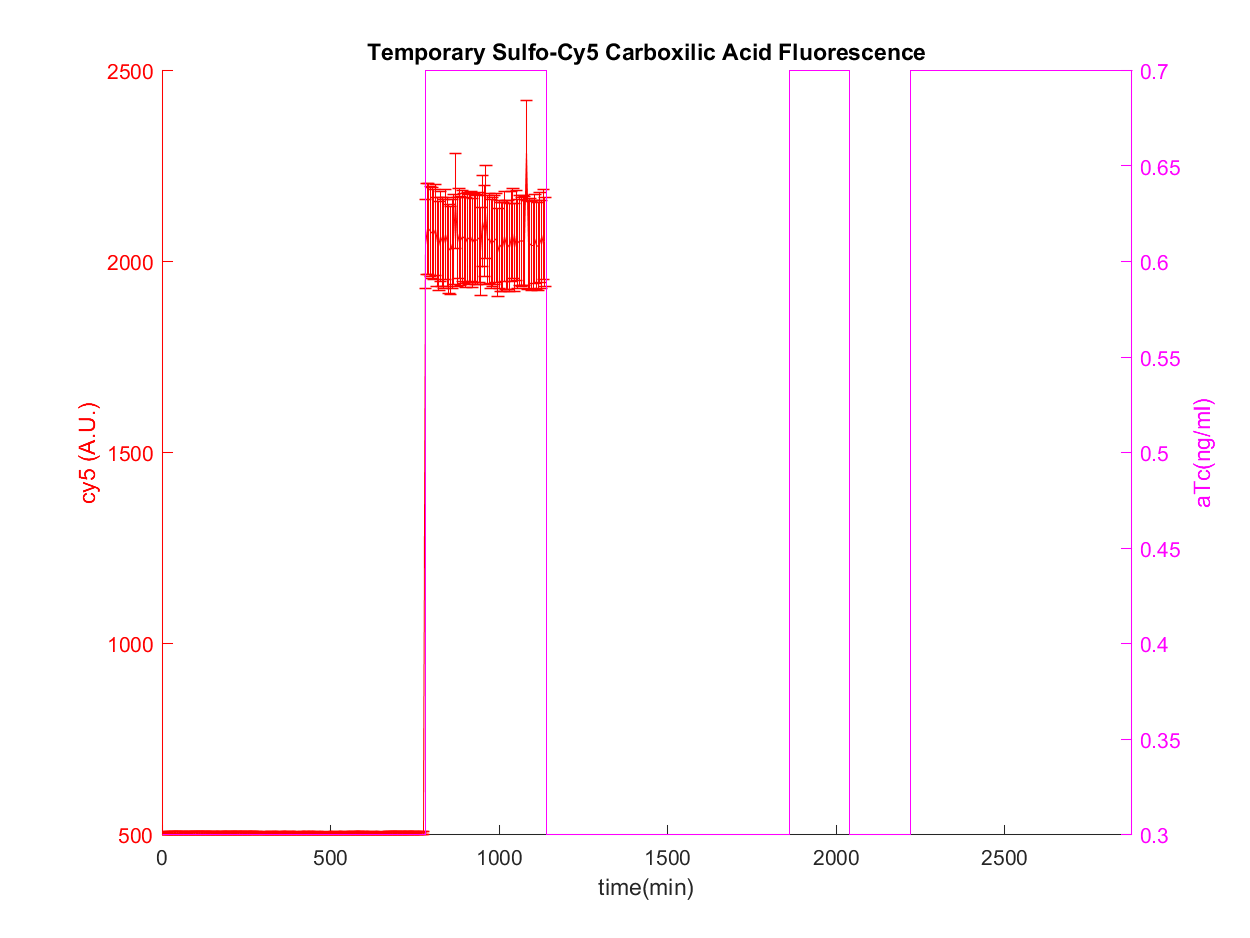 Temporary Sulfo-Cy5 Carboxilic Acid Fluorescence
2500
2000
1500
1000
500
cy5 (A.U.)
0.7
0.65
0.6
0.55
0.5
0.45
0.4
0.35
0.3
aTc(ng/ml)
0 500 1000 1500 2000 2500
time(min)